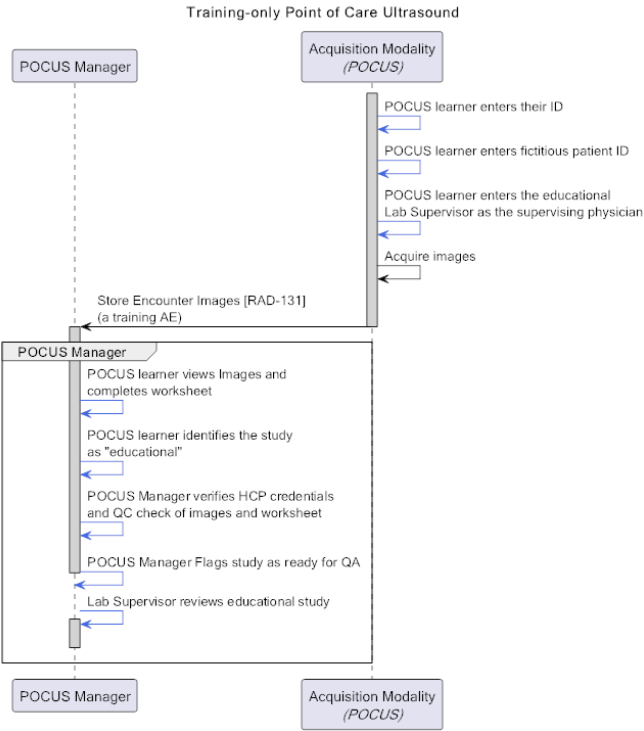 Training-only Point of Care Ultrasound
POCUS Manager
Acquisition Modality
(POCUS)
POCUS learner enters their ID
POCUS learner enters fictitious patient ID
POCUS learner enters the educational
Lab Supervisor as the supervising physician
Acquire images
Store Encounter Images [RAD-131]
(a training AE)
POCUS Manager
POCUS learner views Images and
completes worksheet
POCUS learner identifies the study
as "educational"
POCUS Manager verifies HCP credentials
and QC check of images and worksheet
POCUS Manager Flags study as ready for QA
Lab Supervisor reviews educational study
POCUS Manager
Acquisition Modality
(POCUS)